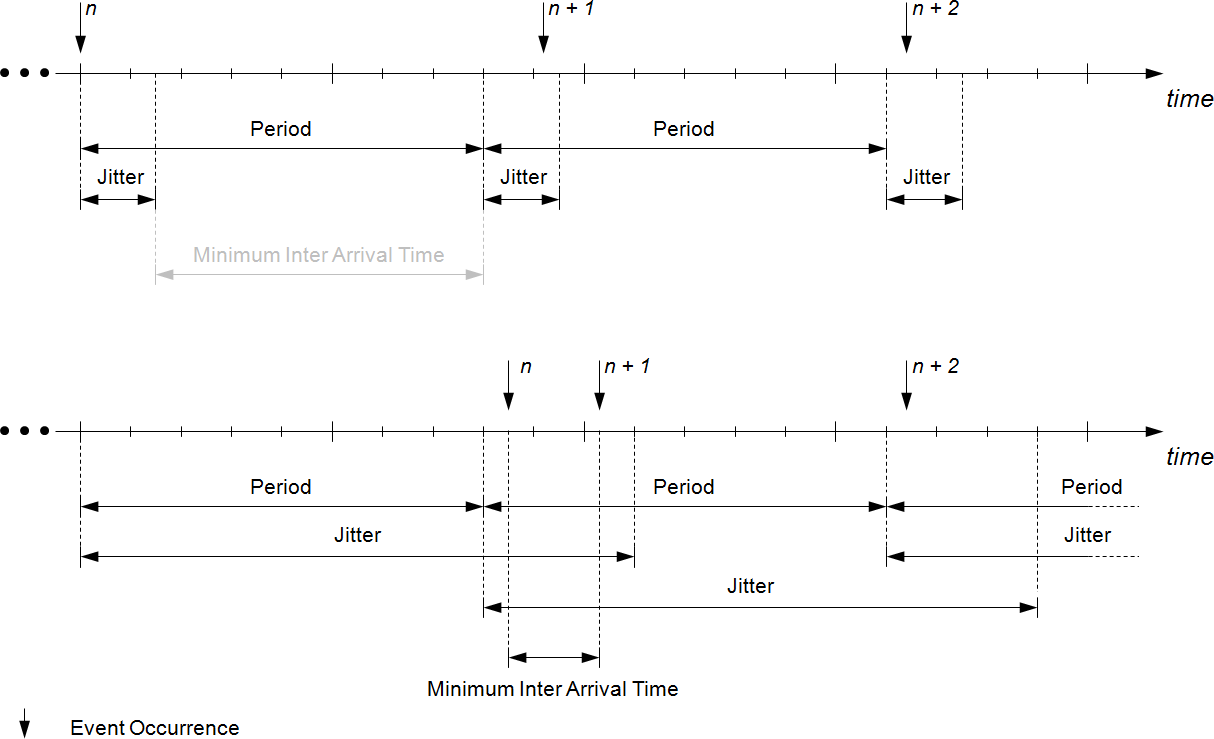 n n + 1 n + 2
time
Period Period
Jitter Jitter Jitter
Minimum Inter Arrival Time
n n + 1 n + 2
time
Period Period Period
Jitter Jitter
Jitter
Minimum Inter Arrival Time
Event Occurrence